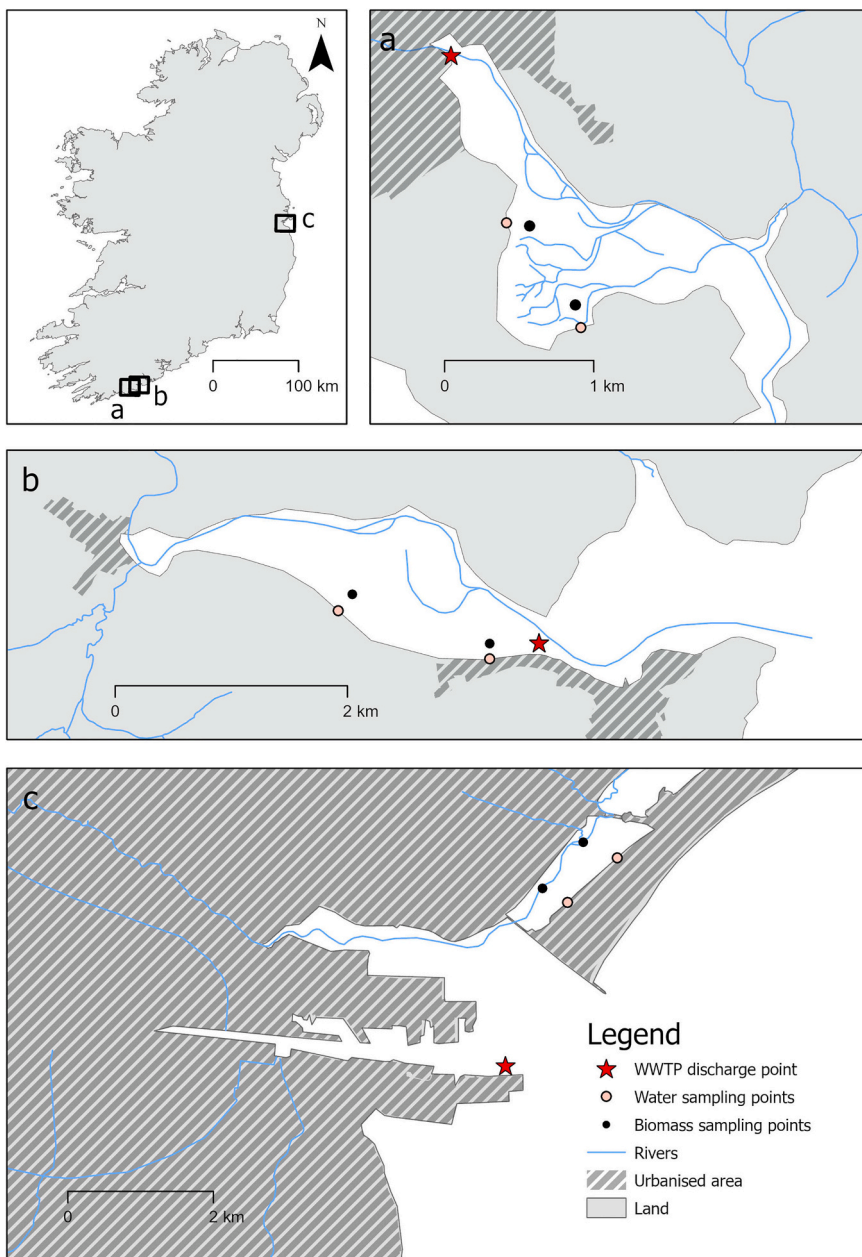 N
c
a
b
0
100 km
a
0
1 km
b
0
2 km
c
0
2 km
Legend
WWTP discharge point
Water sampling points
Biomass sampling points
Rivers
Urbanised area
Land